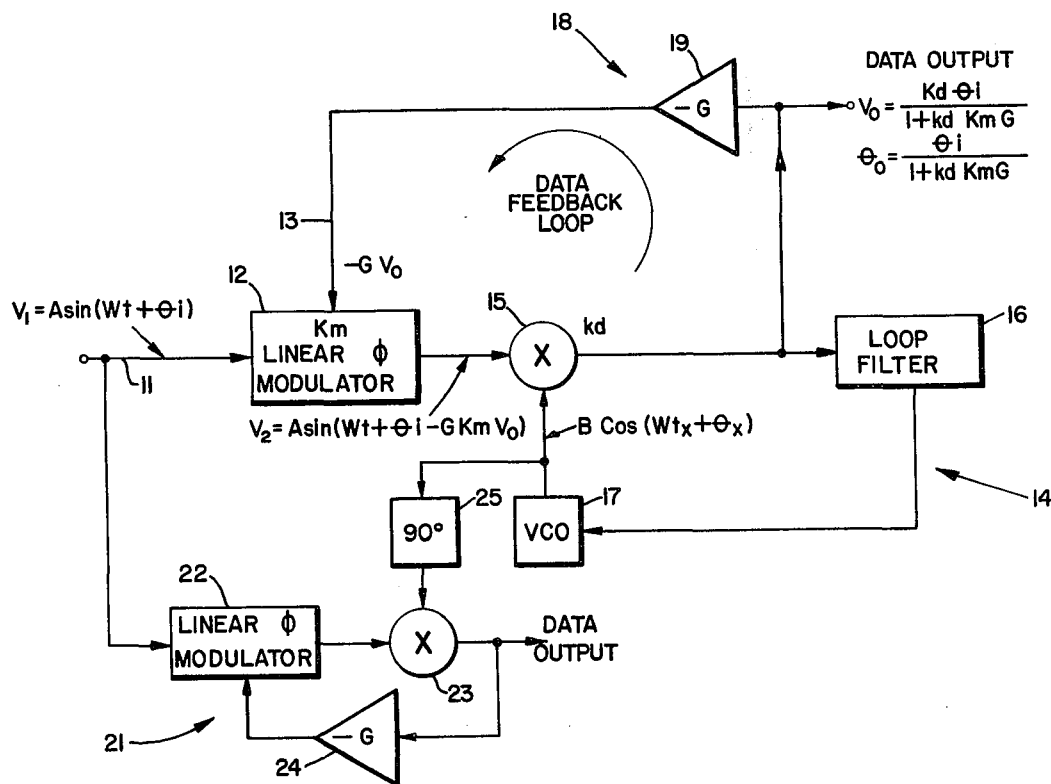 18
19
−G
DATA OUTPUT
V₀ = Kd θi / 1+kd Km G
θ₀ = θi / 1+kd KmG
DATA
FEEDBACK
LOOP
13
−G V₀
12
V₁ = Asin(Wt+θi)
11
Km
LINEAR ϕ
MODULATOR
15
X
kd
16
LOOP
FILTER
V₂ = Asin(Wt+θi−GKmV₀)
B Cos (Wtx+θx)
25
90°
17
VCO
14
22
LINEAR ϕ
MODULATOR
X
23
DATA
OUTPUT
21
−G
24